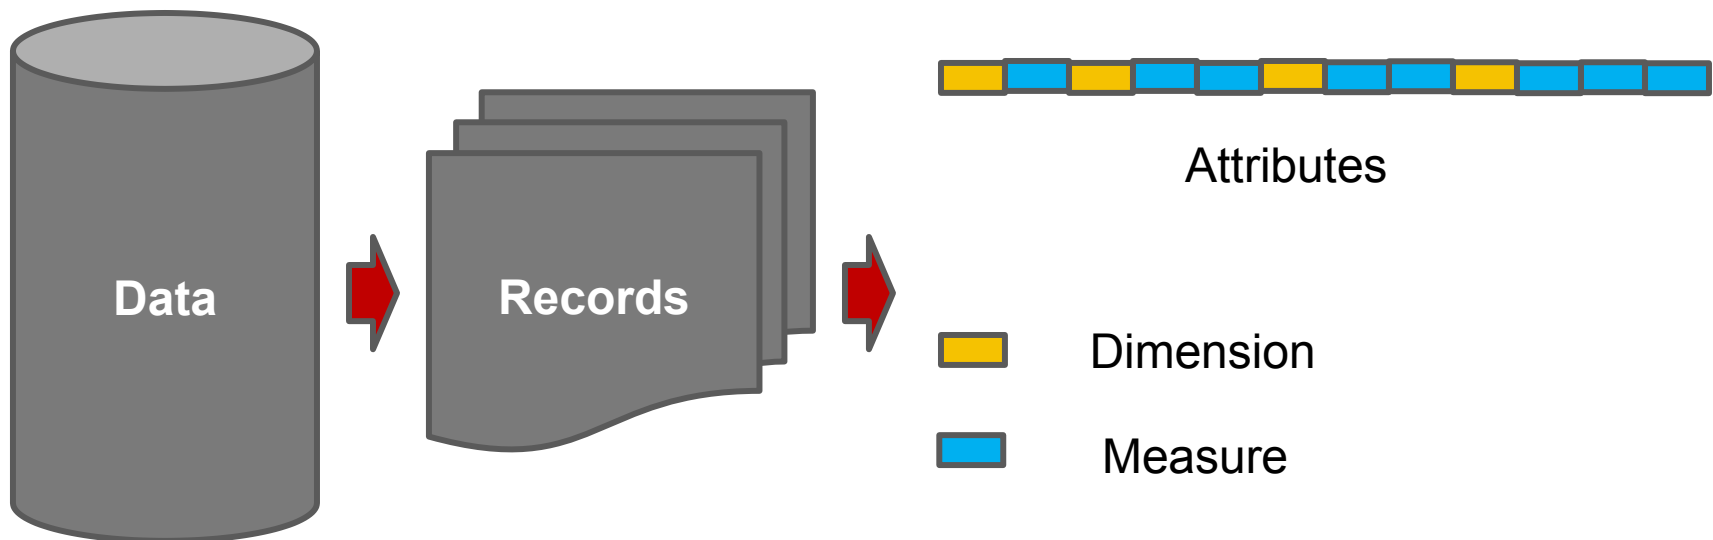 Data
Records
Attributes
Dimension
Measure